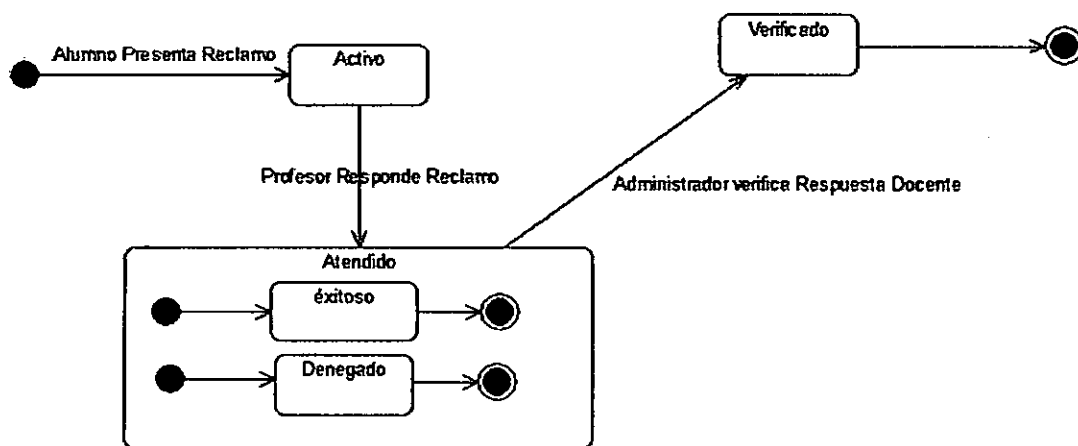 Alumno Presenta Reclamo
Activo
Verificado
Profesor Responde Reclamo
Administrador verifica Respuesta Docente
Atendido
éxitoso
Denegado